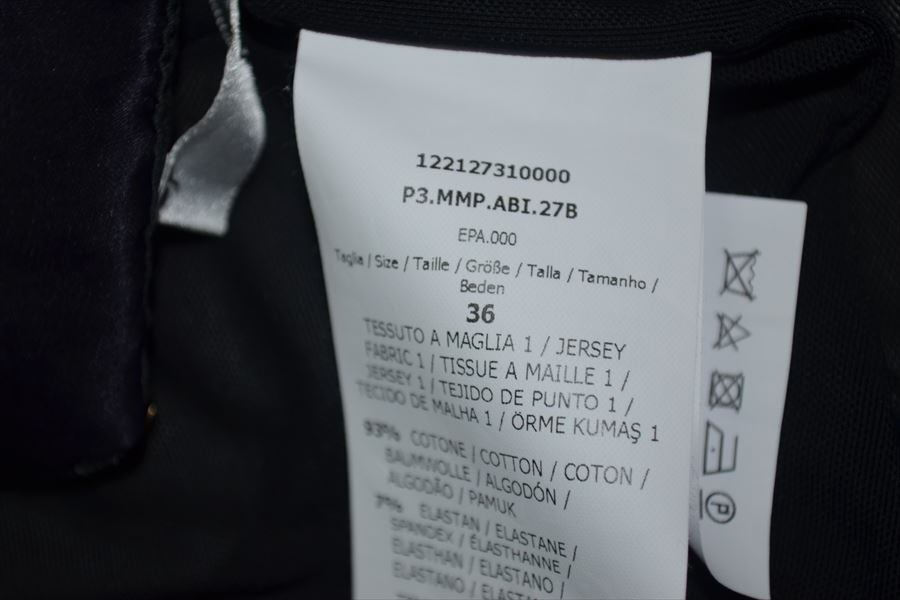 122127310000
P3.MMP.ABI.27B
EPA.000
Taglia / Size / Taille / Größe / Talla / Tamanho /
Beden
36
TESSUTO A MAGLIA 1 / JERSEY
FABRIC 1 / TISSUE A MAILLE 1 /
JERSEY 1 / TEJIDO DE PUNTO 1 /
TECIDO DE MALHA 1 / ÖRME KUMAŞ 1
93% COTONE / COTTON / COTON /
BAUMWOLLE / ALGODÓN /
ALGODÃO / PAMUK
7% ELASTAN / ELASTANE /
SPANDEX / ÉLASTHANNE /
ELASTHAN / ELASTANO /
ELASTANO /
P